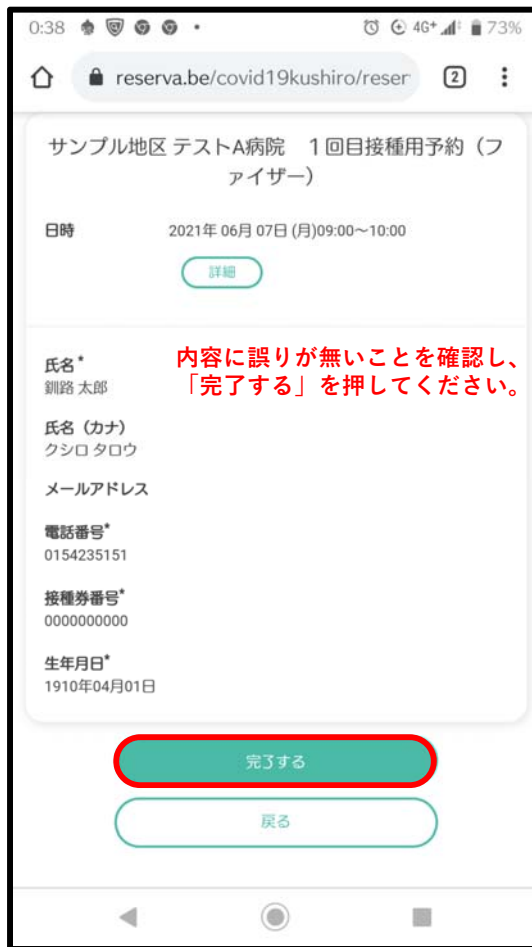 0:38
4G+
73%
reserva.be/covid19kushiro/reser
2
サンプル地区 テストA病院　１回目接種用予約（フ
ァイザー）
日時
2021年 06月 07日 (月)09:00～10:00
詳細
氏名*
釧路 太郎
内容に誤りが無いことを確認し、
「完了する」を押してください。
氏名（カナ）
クシロ タロウ
メールアドレス
電話番号*
0154235151
接種券番号*
0000000000
生年月日*
1910年04月01日
完了する
戻る